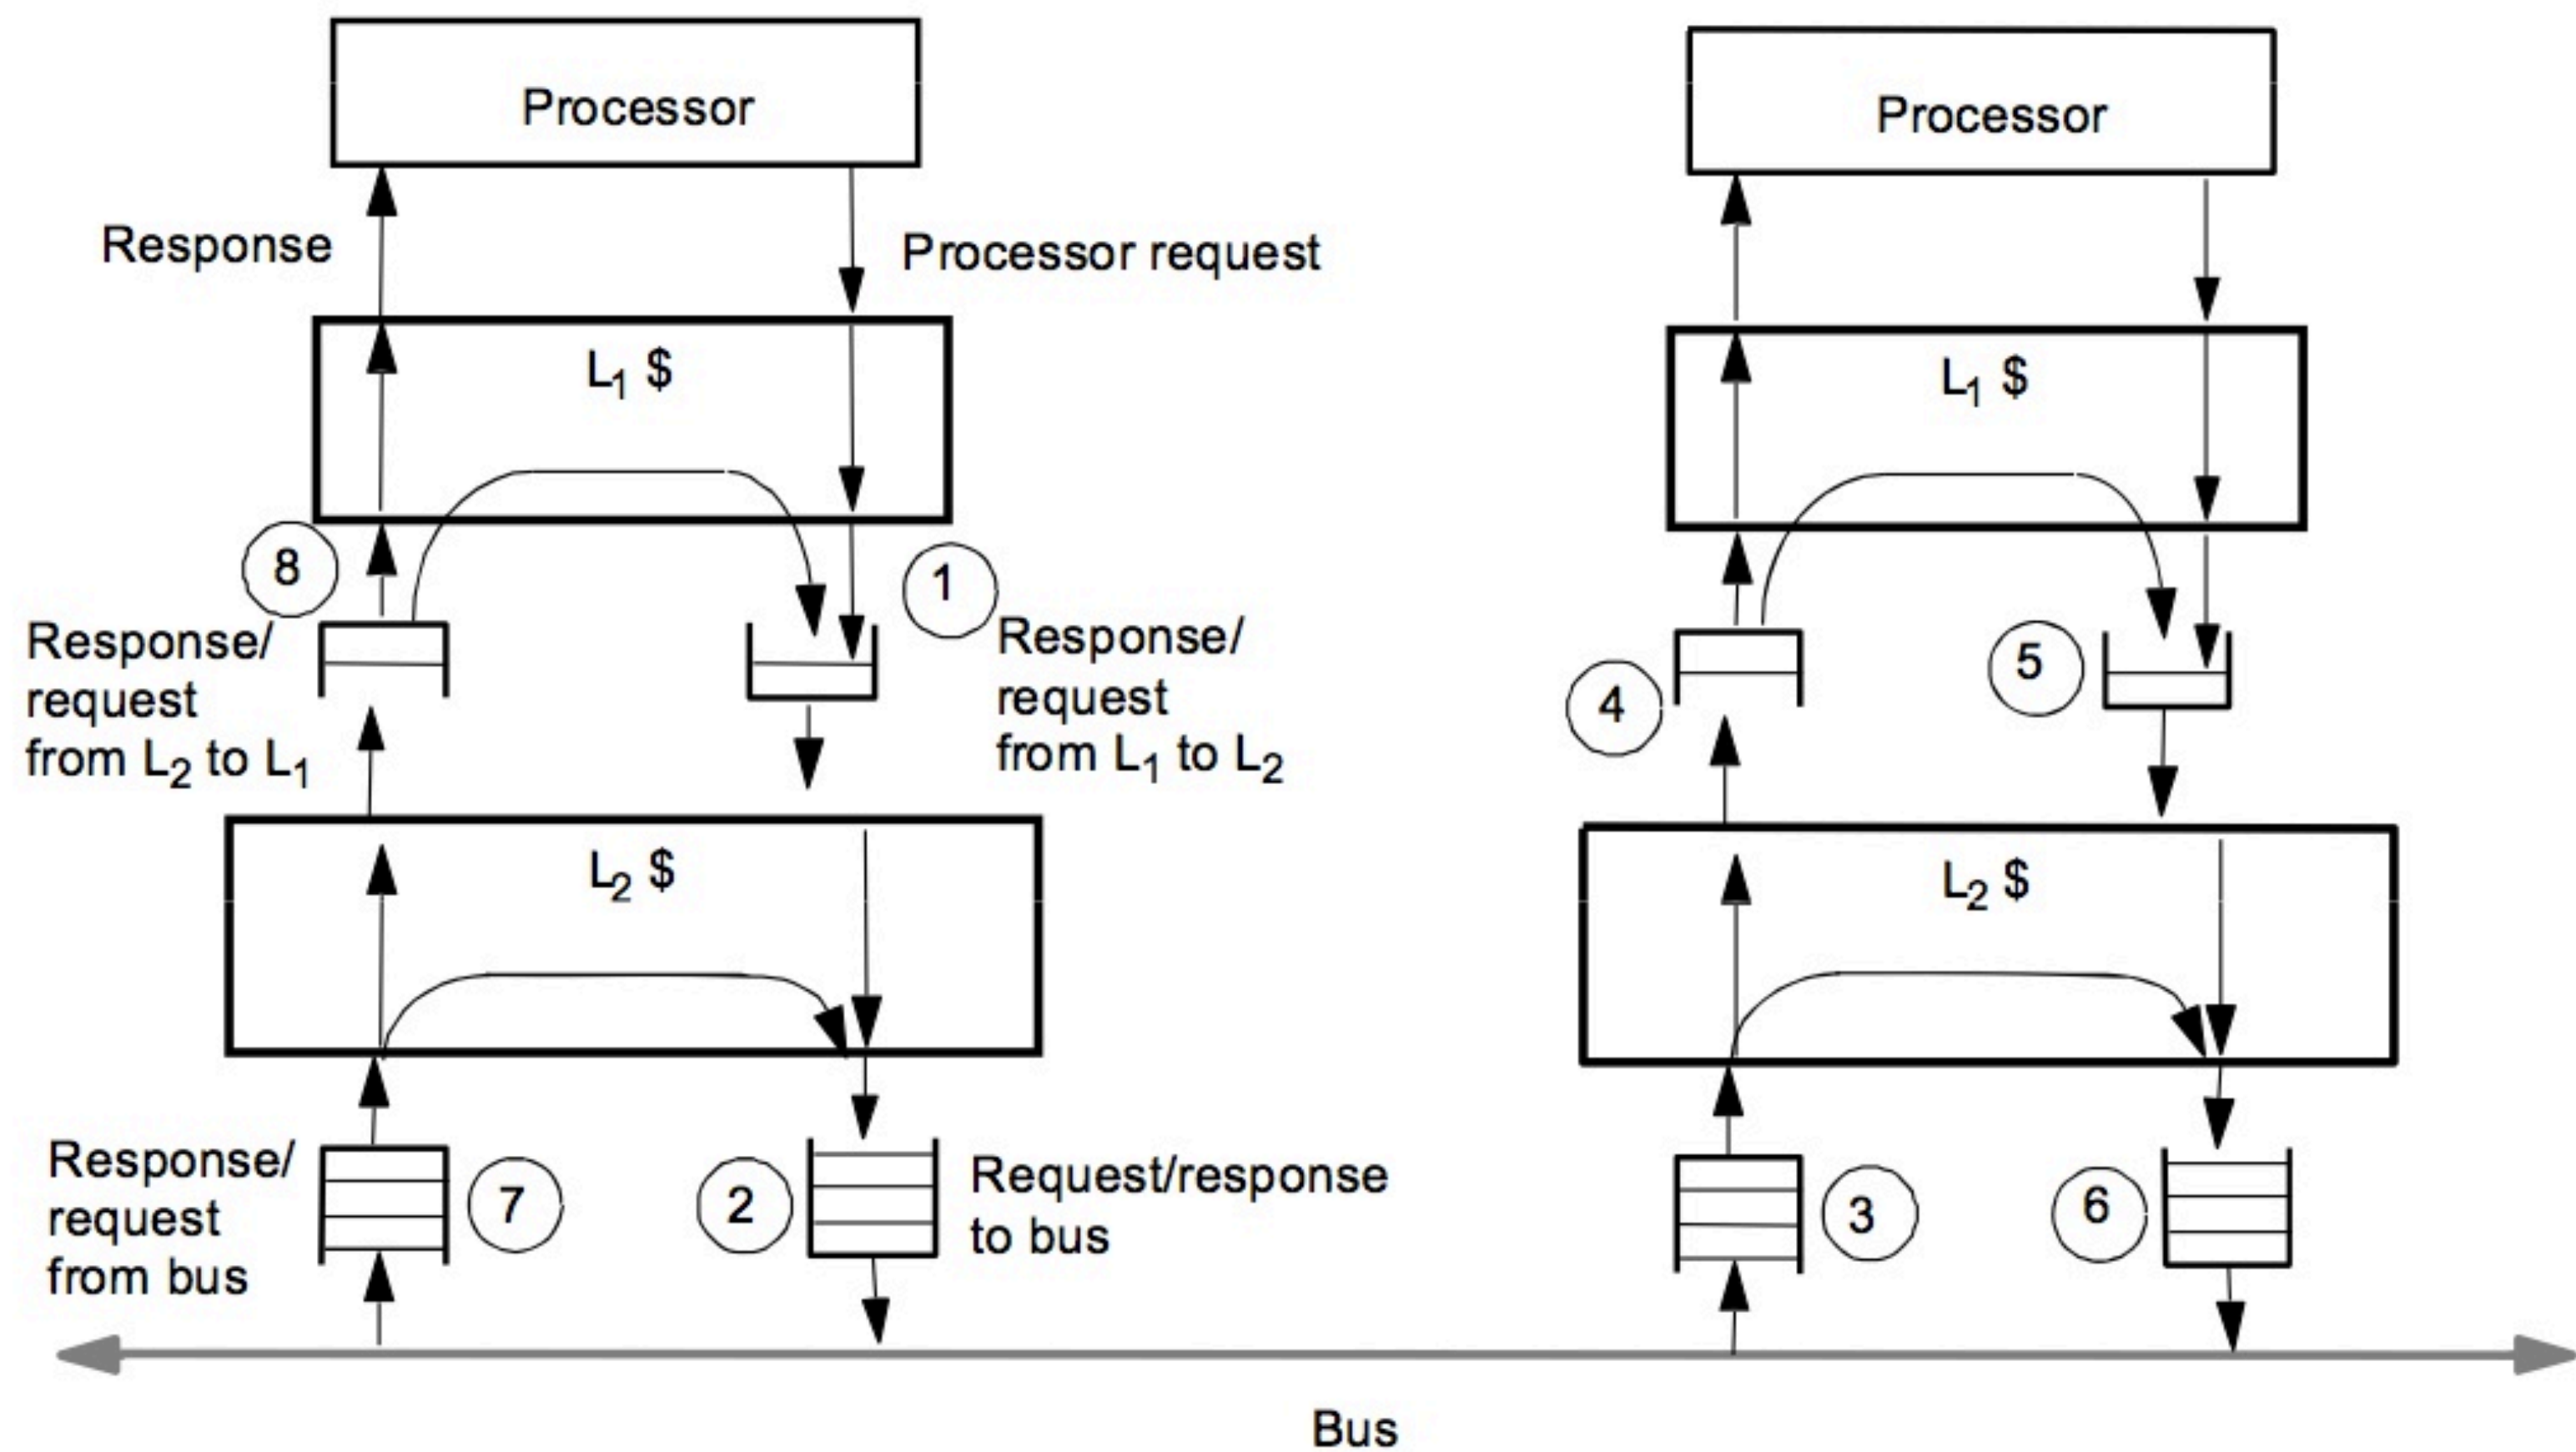 Processor
Processor
Response
Processor request
L1 $
L1 $
8
1
Response/
request
from L2 to L1
Response/
request
from L1 to L2
4
5
L2 $
L2 $
Response/
request
from bus
7
2
Request/response
to bus
3
6
Bus